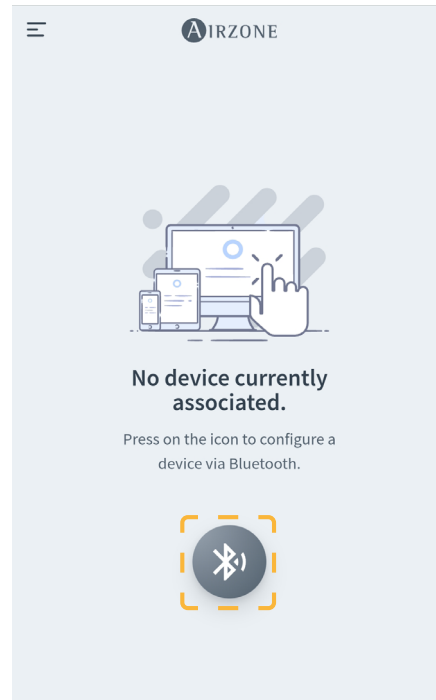 AIRZONE
No device currently
associated.
Press on the icon to configure a
device via Bluetooth.